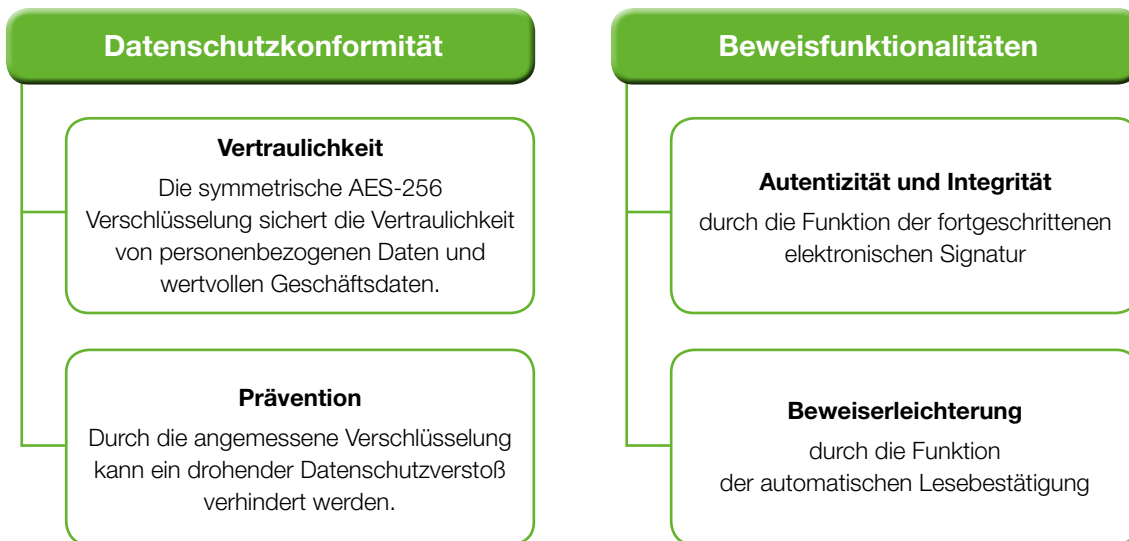 Datenschutzkonformität
Vertraulichkeit
Die symmetrische AES-256
Verschlüsselung sichert die Vertraulichkeit
von personenbezogenen Daten und
wertvollen Geschäftsdaten.
Prävention
Durch die angemessene Verschlüsselung
kann ein drohender Datenschutzverstoß
verhindert werden.
Beweisfunktionalitäten
Autentizität und Integrität
durch die Funktion der fortgeschrittenen
elektronischen Signatur
Beweiserleichterung
durch die Funktion
der automatischen Lesebestätigung